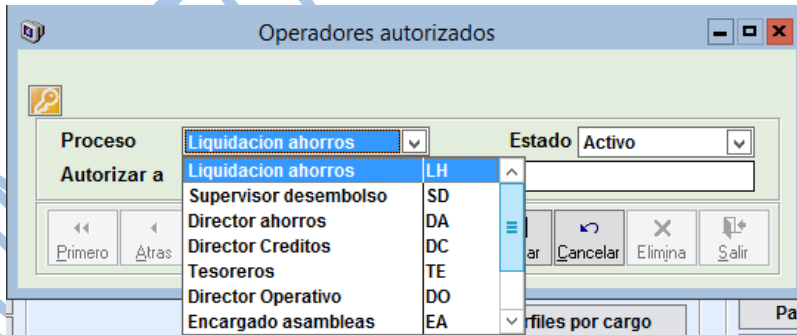 Operadores autorizados
Proceso Liquidacion ahorros Estado Activo
Autorizar a
Liquidacion ahorros LH
Supervisor desembolso SD
Director ahorros DA
Director Creditos DC
Tesoreros TE
Director Operativo DO
Encargado asambleas EA
Primero Atras ar Cancelar Elimina Salir
rfiles por cargo
Pa